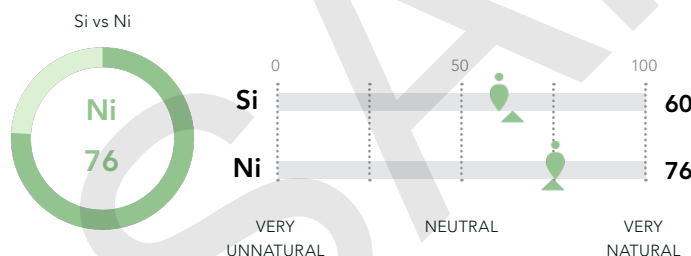 Si vs Ni
Ni
76
0 50 100
Si 60
Ni 76
VERY UNNATURAL
NEUTRAL
VERY NATURAL